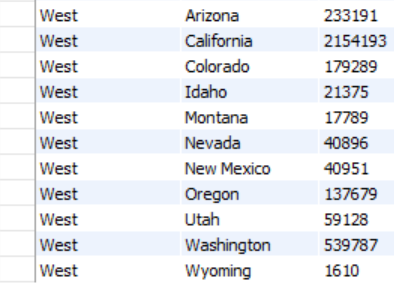 West Arizona 233191
West California 2154193
West Colorado 179289
West Idaho 21375
West Montana 17789
West Nevada 40896
West New Mexico 40951
West Oregon 137679
West Utah 59128
West Washington 539787
West Wyoming 1610